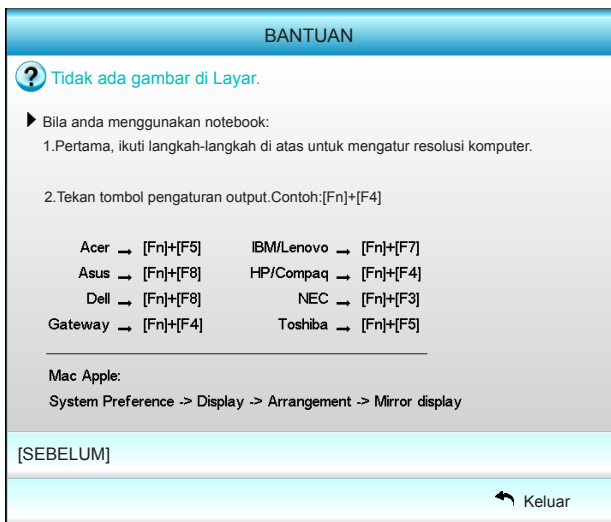 BANTUAN
Tidak ada gambar di Layar.
Bila anda menggunakan notebook:
1.Pertama, ikuti langkah-langkah di atas untuk mengatur resolusi komputer.
2.Tekan tombol pengaturan output.Contoh:[Fn]+[F4]
Acer → [Fn]+[F5] IBM/Lenovo → [Fn]+[F7]
Asus → [Fn]+[F8] HP/Compaq → [Fn]+[F4]
Dell → [Fn]+[F8] NEC → [Fn]+[F3]
Gateway → [Fn]+[F4] Toshiba → [Fn]+[F5]
Mac Apple:
System Preference -> Display -> Arrangement -> Mirror display
[SEBELUM]
Keluar